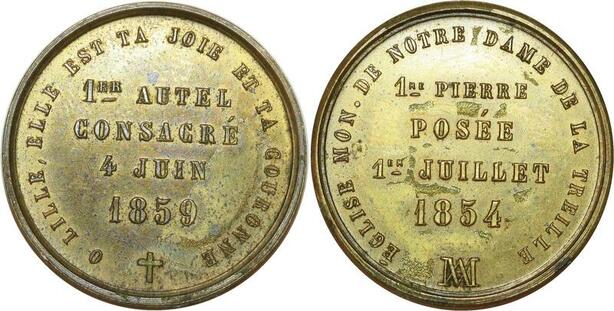 O LILLE, ELLE EST TA JOIE ET TA COURONNE
1ER AUTEL
CONSACRÉ
4 JUIN
1859
EGLISE MON. DE NOTRE DAME DE LA TREILLE
1RE PIERRE
POSÉE
1ER JUILLET
1854
AM